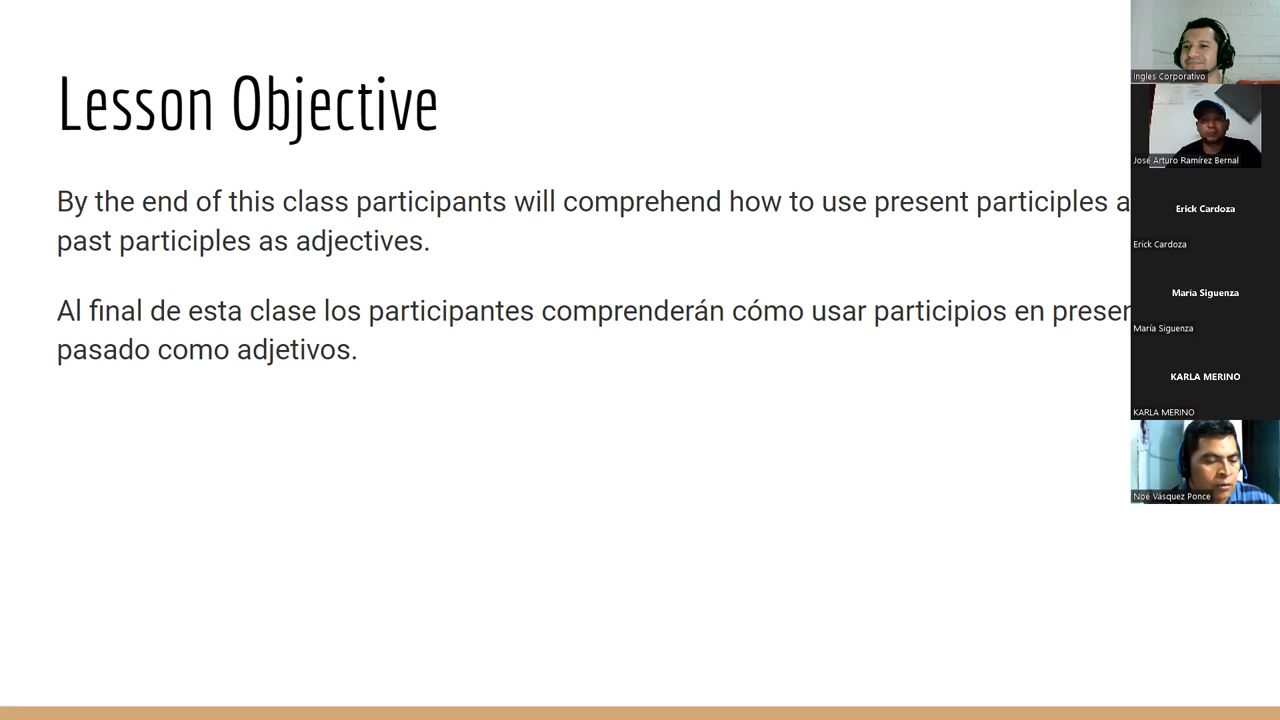 Lesson Objective
By the end of this class participants will comprehend how to use present participles a
past participles as adjectives.
Al final de esta clase los participantes comprenderán cómo usar participios en presen
pasado como adjetivos.
Ingles Corporativo
José Arturo Ramírez Bernal
Erick Cardoza
Erick Cardoza
María Siguenza
María Siguenza
KARLA MERINO
KARLA MERINO
Noé Vásquez Ponce